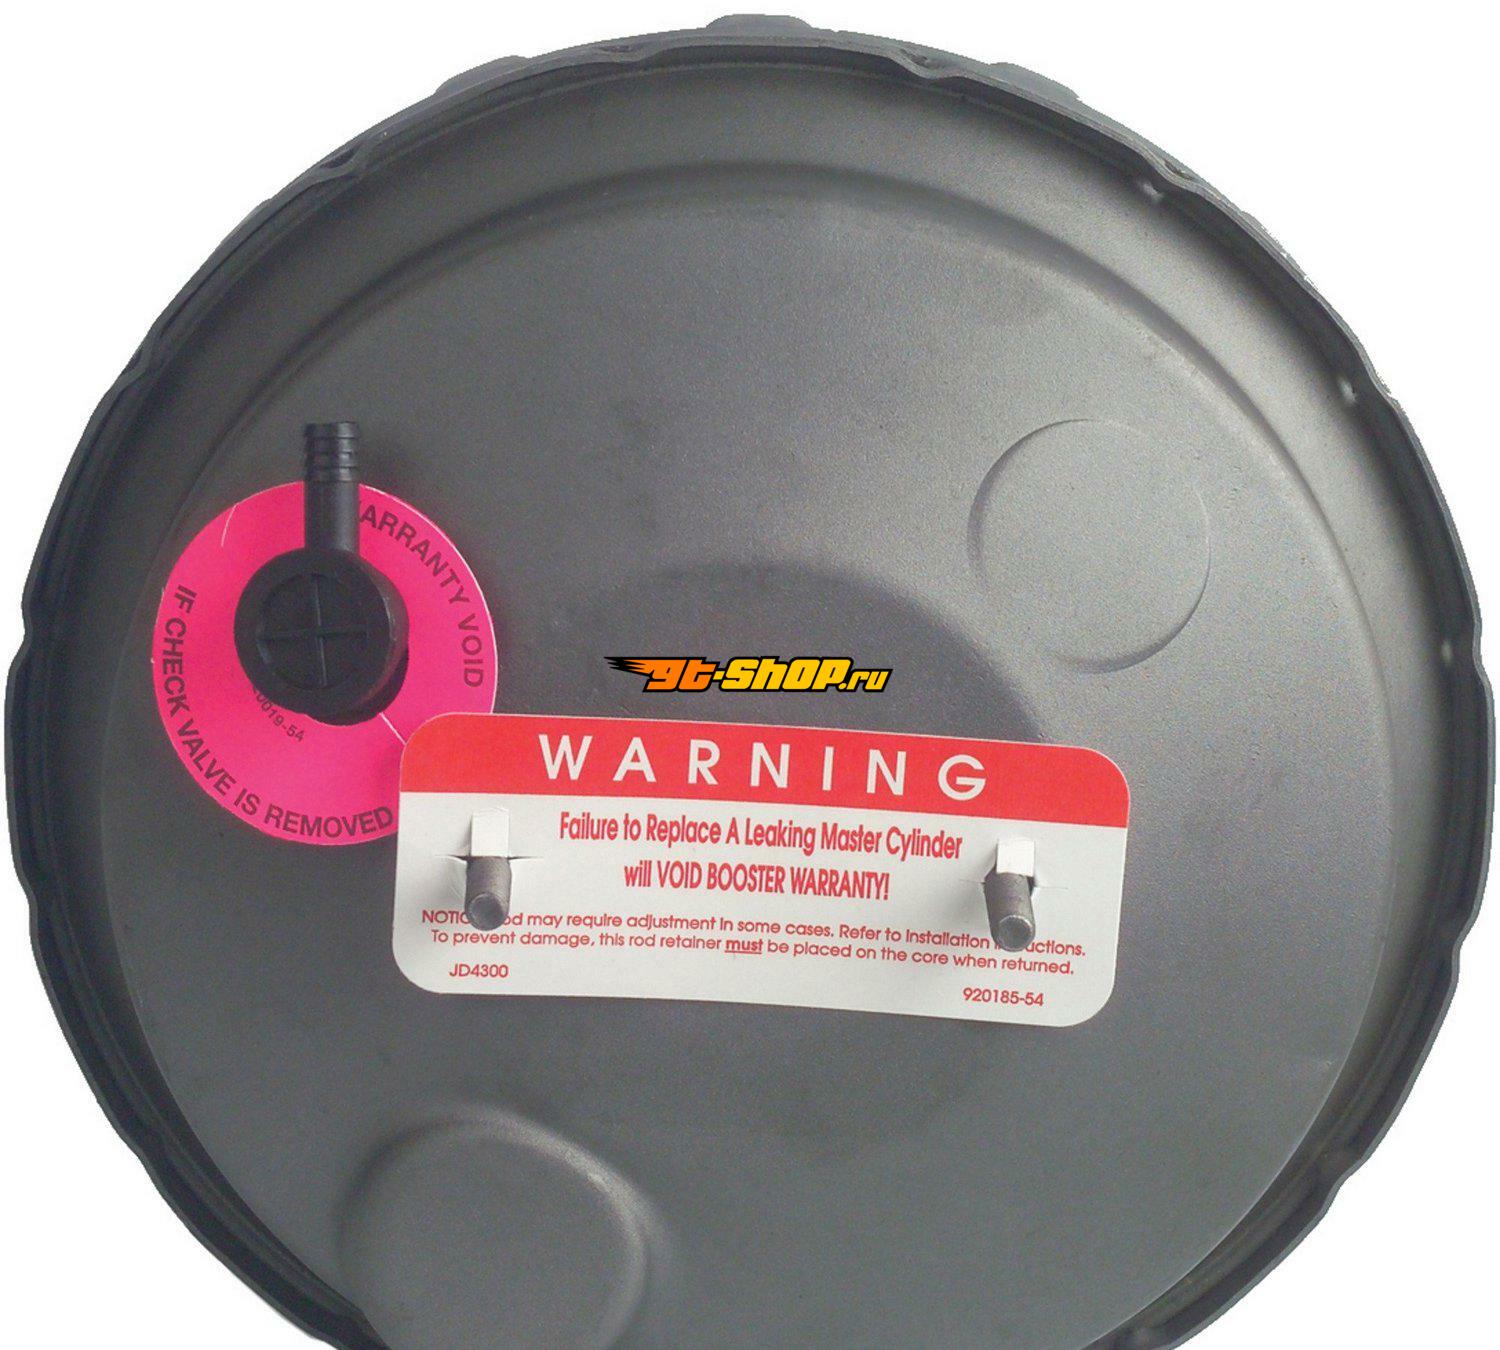 WARRANTY VOID
IF CHECK VALVE IS REMOVED
0019-54
gt-shop.ru
WARNING
Failure to Replace A Leaking Master Cylinder
will VOID BOOSTER WARRANTY!
may require adjustment in some cases. Refer to Installation
To prevent damage, this rod retainer must be placed on the core when returned.
JD4300
920185-54